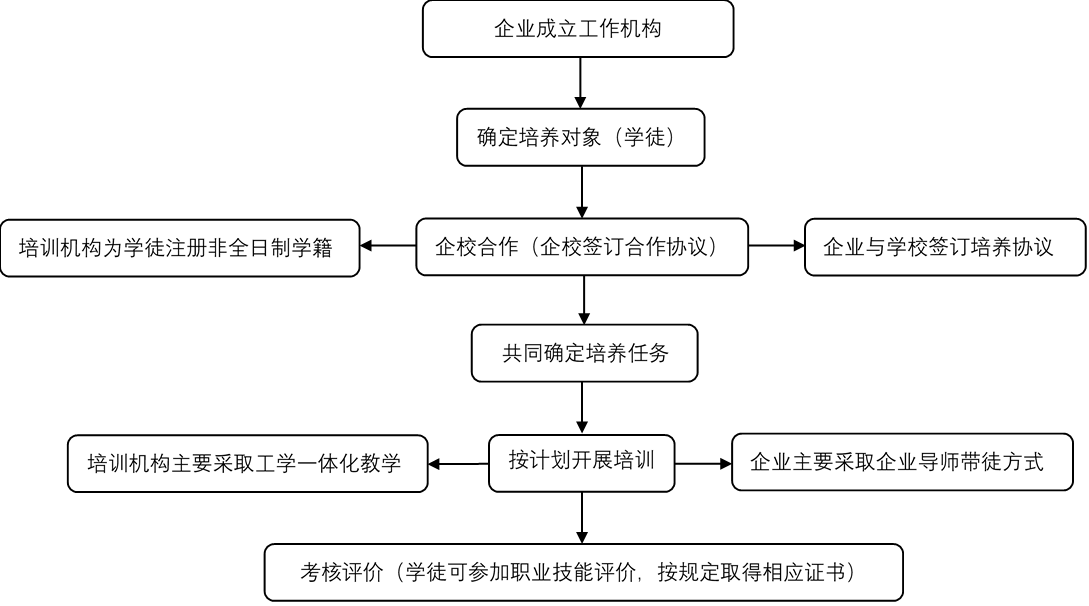 企业成立工作机构
确定培养对象（学徒）
培训机构为学徒注册非全日制学籍
企校合作（企校签订合作协议）
企业与学校签订培养协议
共同确定培养任务
培训机构主要采取工学一体化教学
按计划开展培训
企业主要采取企业导师带徒方式
考核评价（学徒可参加职业技能评价，按规定取得相应证书）